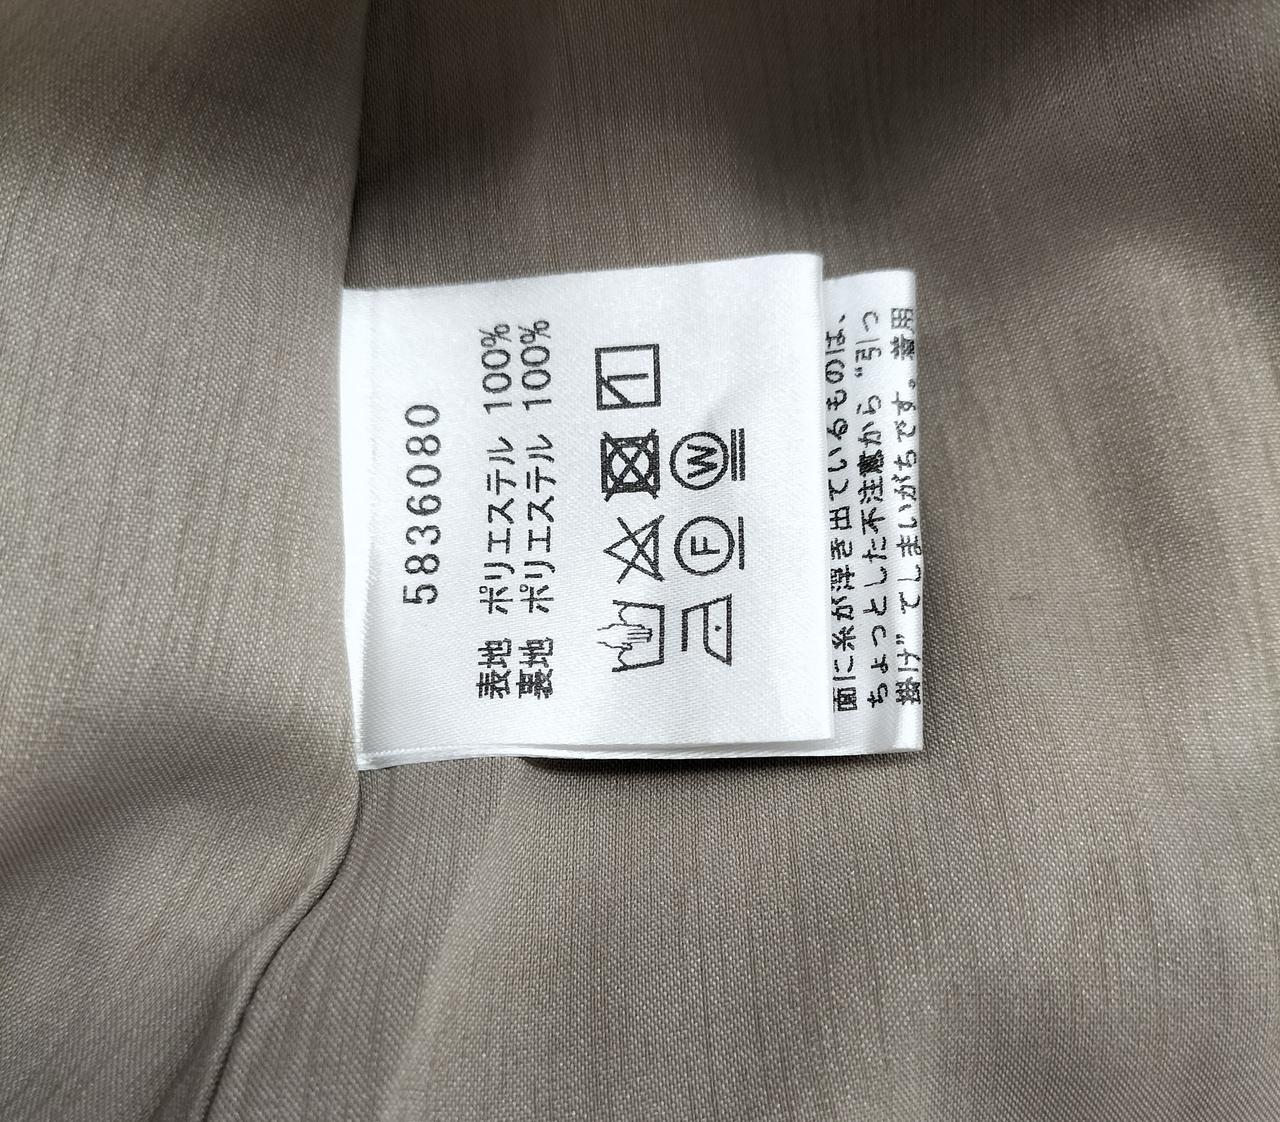 5836080
表地 ポリエステル 100%
裏地 ポリエステル 100%
F
W
面に糸が浮き出ているものは、
ちょっとした不注意から“引っ
掛け”てしまいがちです。着用